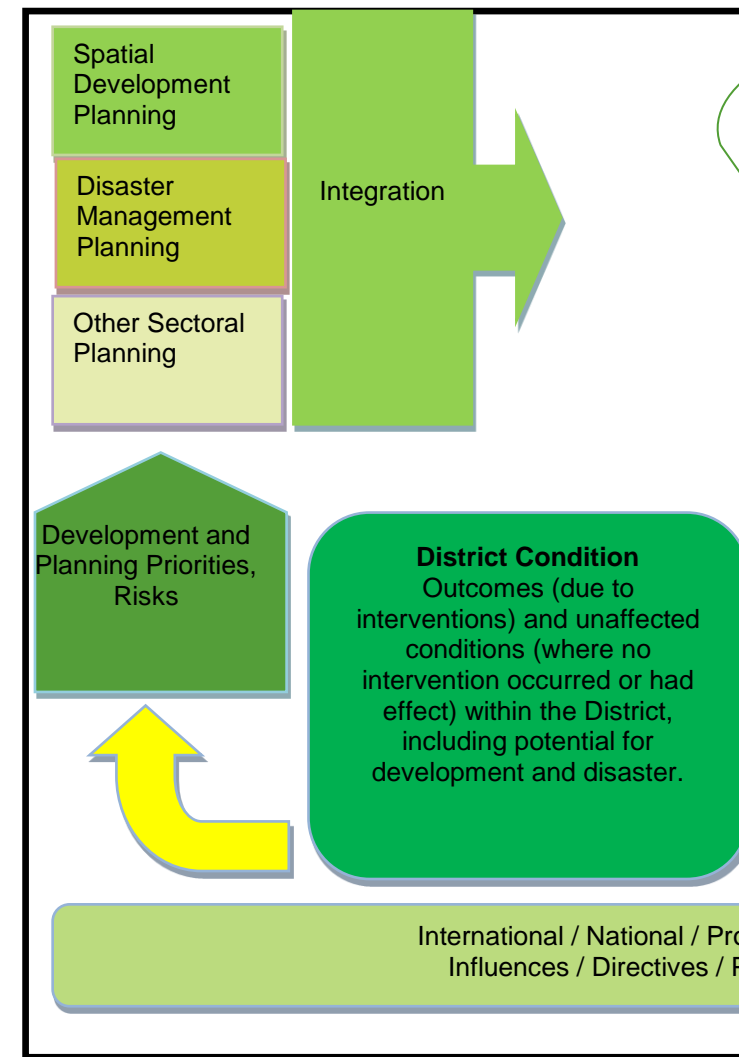 Spatial
Development
Planning
Disaster
Management
Planning
Other Sectoral
Planning
Integration
Development and
Planning Priorities,
Risks
District Condition
Outcomes (due to
interventions) and unaffected
conditions (where no
intervention occurred or had
effect) within the District,
including potential for
development and disaster.
International / National /
Influences / Directives /